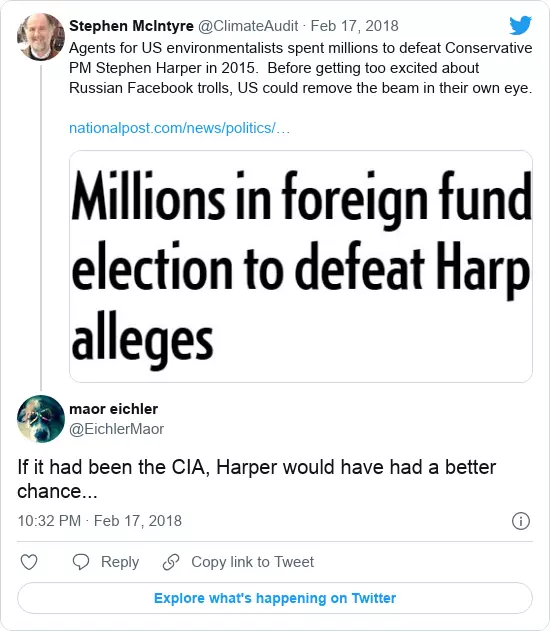 Stephen McIntyre @ClimateAudit · Feb 17, 2018
Agents for US environmentalists spent millions to defeat Conservative
PM Stephen Harper in 2015. Before getting too excited about
Russian Facebook trolls, US could remove the beam in their own eye.
nationalpost.com/news/politics/…
Millions in foreign fund
election to defeat Harp
alleges
maor eichler
@EichlerMaor
If it had been the CIA, Harper would have had a better
chance...
10:32 PM · Feb 17, 2018
Reply Copy link to Tweet
Explore what's happening on Twitter